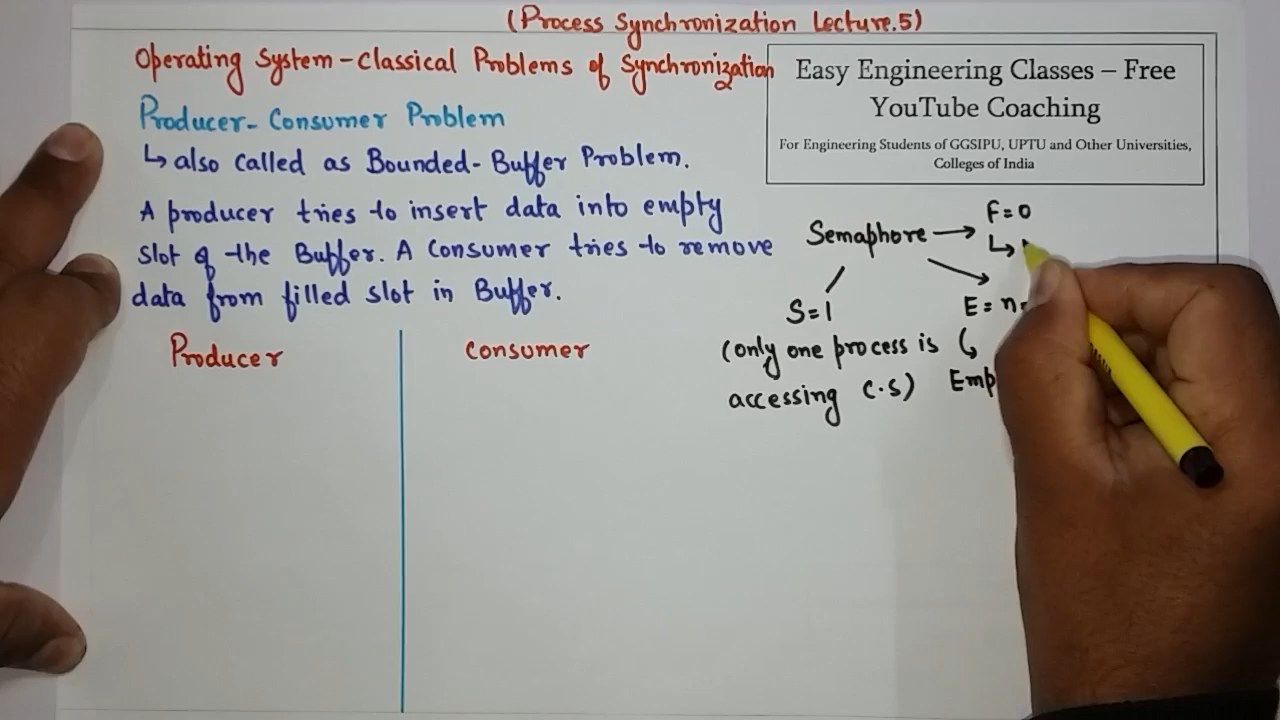 (Process Synchronization Lecture.5)
Operating System - Classical Problems of Synchronization
Easy Engineering Classes – Free
YouTube Coaching
For Engineering Students of GGSIPU, UPTU and Other Universities,
Colleges of India
Producer - Consumer Problem
↳ also called as Bounded - Buffer Problem.
A producer tries to insert data into empty
slot of the Buffer. A Consumer tries to remove
data from filled slot in Buffer.
Semaphore → F = 0
↳
S = 1
E = n
(only one process is
accessing C.S)
Emp
Producer
Consumer